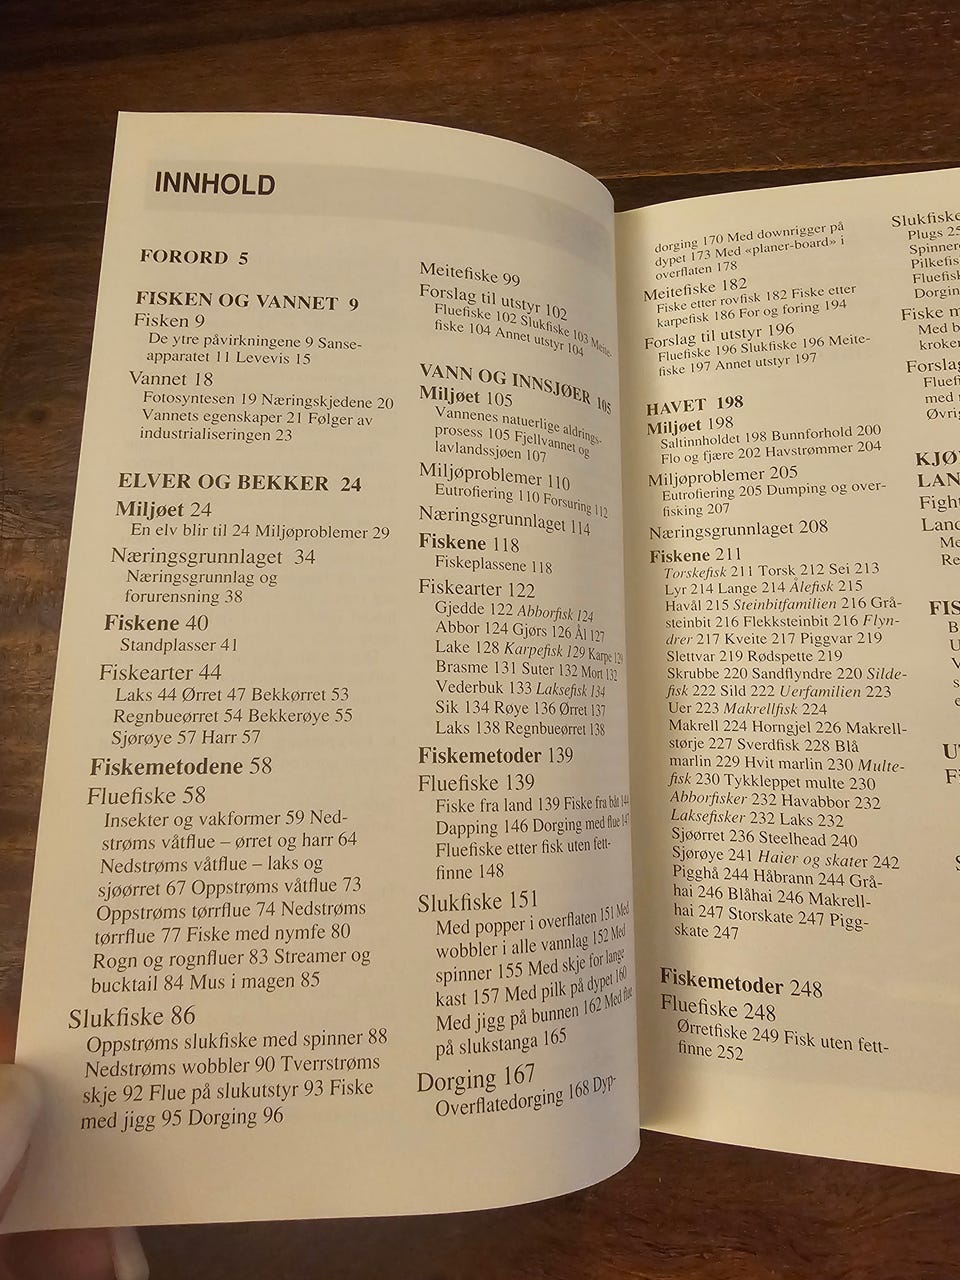 INNHOLD
FORORD 5
FISKEN OG VANNET 9
Fisken 9
De ytre påvirkningene 9 Sanse-
apparatet 11 Levevis 15
Vannet 18
Fotosyntesen 19 Næringskjedene 20
Vannets egenskaper 21 Følger av
industrialiseringen 23
ELVER OG BEKKER 24
Miljøet 24
En elv blir til 24 Miljøproblemer 29
Næringsgrunnlaget 34
Næringsgrunnlag og
forurensning 38
Fiskene 40
Standplasser 41
Fiskearter 44
Laks 44 Ørret 47 Bekkørret 53
Regnbueørret 54 Bekkerøye 55
Sjørøye 57 Harr 57
Fiskemetodene 58
Fluefiske 58
Insekter og vakformer 59 Ned-
strøms våtflue – ørret og harr 64
Nedstrøms våtflue – laks og
sjøørret 67 Oppstrøms våtflue 73
Oppstrøms tørrflue 74 Nedstrøms
tørrflue 77 Fiske med nymfe 80
Rogn og rognfluer 83 Streamer og
bucktail 84 Mus i magen 85
Slukfiske 86
Oppstrøms slukfiske med spinner 88
Nedstrøms wobbler 90 Tverrstrøms
skje 92 Flue på slukutstyr 93 Fiske
med jigg 95 Dorging 96
Meitefiske 99
Forslag til utstyr 102
Fluefiske 102 Slukfiske 103 Meite-
fiske 104 Annet utstyr 104
VANN OG INNSJØER 105
Miljøet 105
Vannenes natuerlige aldrings-
prosess 105 Fjellvannet og
lavlandssjøen 107
Miljøproblemer 110
Eutrofiering 110 Forsuring 112
Næringsgrunnlaget 114
Fiskene 118
Fiskeplassene 118
Fiskearter 122
Gjedde 122 Abborfisk 124
Abbor 124 Gjørs 126 Ål 127
Lake 128 Karpefisk 129 Karpe 129
Brasme 131 Suter 132 Mort 132
Vederbuk 133 Laksefisk 134
Sik 134 Røye 136 Ørret 137
Laks 138 Regnbueørret 138
Fiskemetoder 139
Fluefiske 139
Fiske fra land 139 Fiske fra båt 144
Dapping 146 Dorging med flue 147
Fluefiske etter fisk uten fett-
finne 148
Slukfiske 151
Med popper i overflaten 151 Med
wobbler i alle vannlag 152 Med
spinner 155 Med skje for lange
kast 157 Med pilk på dypet 160
Med jigg på bunnen 162 Med flue
på slukstanga 165
Dorging 167
Overflatedorging 168 Dyp-
dorging 170 Med downrigger på
dypet 173 Med «planer-board» i
overflaten 178
Meitefiske 182
Fiske etter rovfisk 182 Fiske etter
karpefisk 186 For og foring 194
Forslag til utstyr 196
Fluefiske 196 Slukfiske 196 Meite-
fiske 197 Annet utstyr 197
HAVET 198
Miljøet 198
Saltinnholdet 198 Bunnforhold 200
Flo og fjære 202 Havstrømmer 204
Miljøproblemer 205
Eutrofiering 205 Dumping og over-
fisking 207
Næringsgrunnlaget 208
Fiskene 211
Torskefisk 211 Torsk 212 Sei 213
Lyr 214 Lange 214 Ålefisk 215
Havål 215 Steinbitfamilien 216 Grå-
steinbit 216 Flekksteinbit 216 Flyn-
drer 217 Kveite 217 Piggvar 219
Slettvar 219 Rødspette 219
Skrubbe 220 Sandflyndre 220 Silde-
fisk 222 Sild 222 Uerfamilien 223
Uer 223 Makrellfisk 224
Makrell 224 Horngjel 226 Makrell-
størje 227 Sverdfisk 228 Blå
marlin 229 Hvit marlin 230 Multe-
fisk 230 Tykkleppet multe 230
Abborfisker 232 Havabbor 232
Laksefisker 232 Laks 232
Sjøørret 236 Steelhead 240
Sjørøye 241 Haier og skater 242
Pigghå 244 Håbrann 244 Grå-
hai 246 Blåhai 246 Makrell-
hai 247 Storskate 247 Pigg-
skate 247
Fiskemetoder 248
Fluefiske 248
Ørretfiske 249 Fisk uten fett-
finne 252
Slukfiske
Plugs